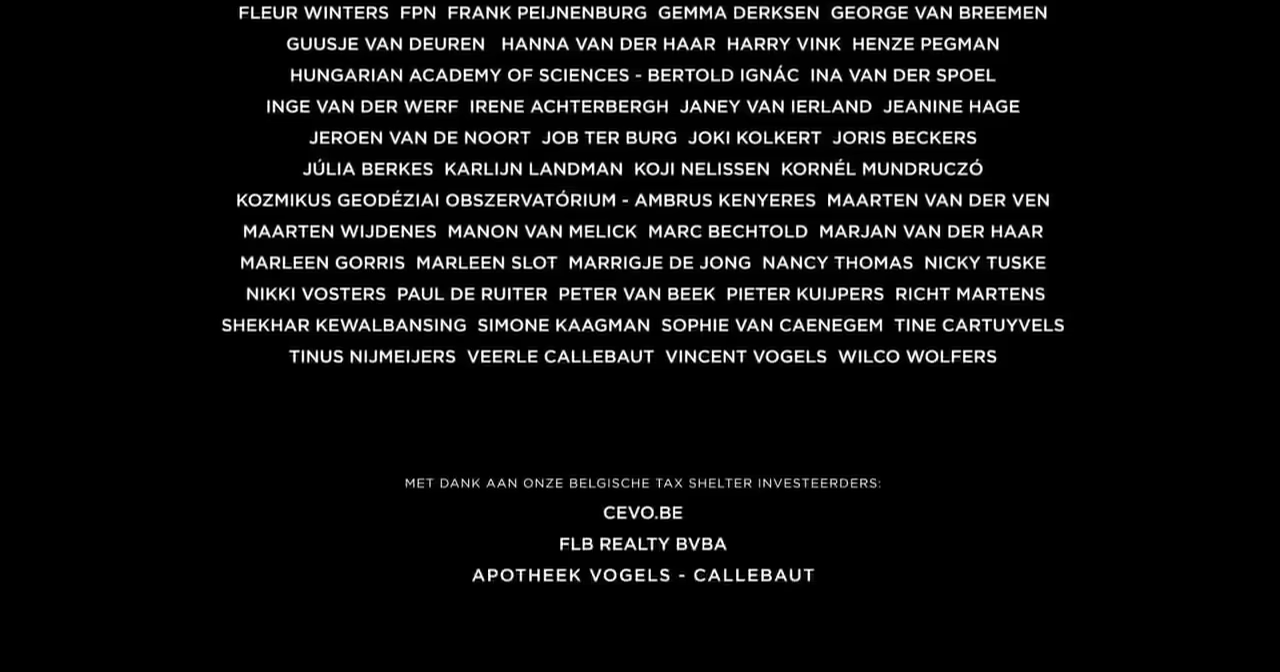 FLEUR WINTERS FPN FRANK PEIJNENBURG GEMMA DERKSEN GEORGE VAN BREEMEN
GUUSJE VAN DEUREN HANNA VAN DER HAAR HARRY VINK HENZE PEGMAN
HUNGARIAN ACADEMY OF SCIENCES - BERTOLD IGNÁC INA VAN DER SPOEL
INGE VAN DER WERF IRENE ACHTERBERGH JANEY VAN IERLAND JEANINE HAGE
JEROEN VAN DE NOORT JOB TER BURG JOKI KOLKERT JORIS BECKERS
JÚLIA BERKES KARLIJN LANDMAN KOJI NELISSEN KORNÉL MUNDRUCZÓ
KOZMIKUS GEODÉZIAI OBSZERVATÓRIUM - AMBRUS KENYERES MAARTEN VAN DER VEN
MAARTEN WIJDENES MANON VAN MELICK MARC BECHTOLD MARJAN VAN DER HAAR
MARLEEN GORRIS MARLEEN SLOT MARRIGJE DE JONG NANCY THOMAS NICKY TUSKE
NIKKI VOSTERS PAUL DE RUITER PETER VAN BEEK PIETER KUIJPERS RICHT MARTENS
SHEKHAR KEWALBANSING SIMONE KAAGMAN SOPHIE VAN CAENEGEM TINE CARTUYVELS
TINUS NIJMEIJERS VEERLE CALLEBAUT VINCENT VOGELS WILCO WOLFERS
MET DANK AAN ONZE BELGISCHE TAX SHELTER INVESTEERDERS:
CEVO.BE
FLB REALTY BVBA
APOTHEEK VOGELS - CALLEBAUT